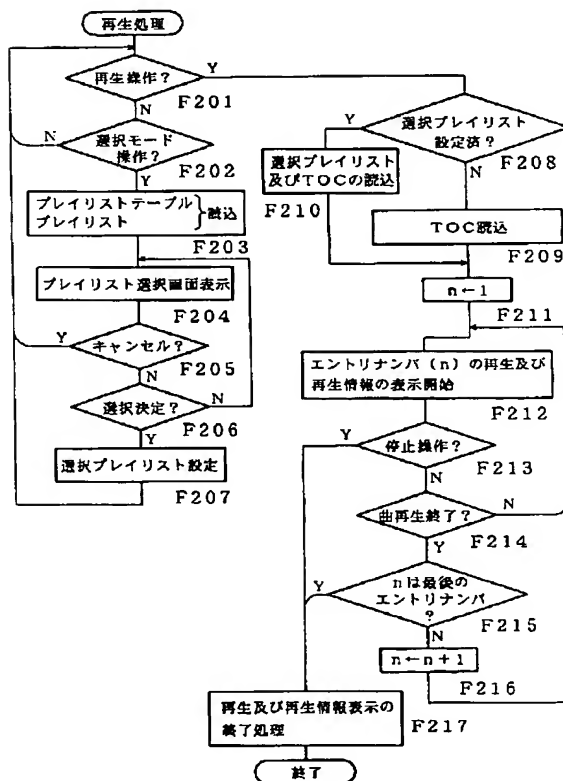 再生処理
再生操作?
Y
F201
N
選択モード
操作?
N
F202
Y
プレイリストテーブル
プレイリスト
}読込
F203
プレイリスト選択画面表示
F204
Y
キャンセル?
F205
N
選択決定?
N
F206
Y
選択プレイリスト設定
F207
選択プレイリスト
設定済?
Y
F208
N
選択プレイリスト
及びTOCの読込
F210
TOC読込
F209
n←1
F211
エントリナンバ(n)の再生及び
再生情報の表示開始
F212
Y
停止操作?
F213
N
曲再生終了?
N
F214
Y
nは最後の
エントリナンバ
?
Y
F215
N
n←n+1
F216
再生及び再生情報表示の
終了処理
F217
終了